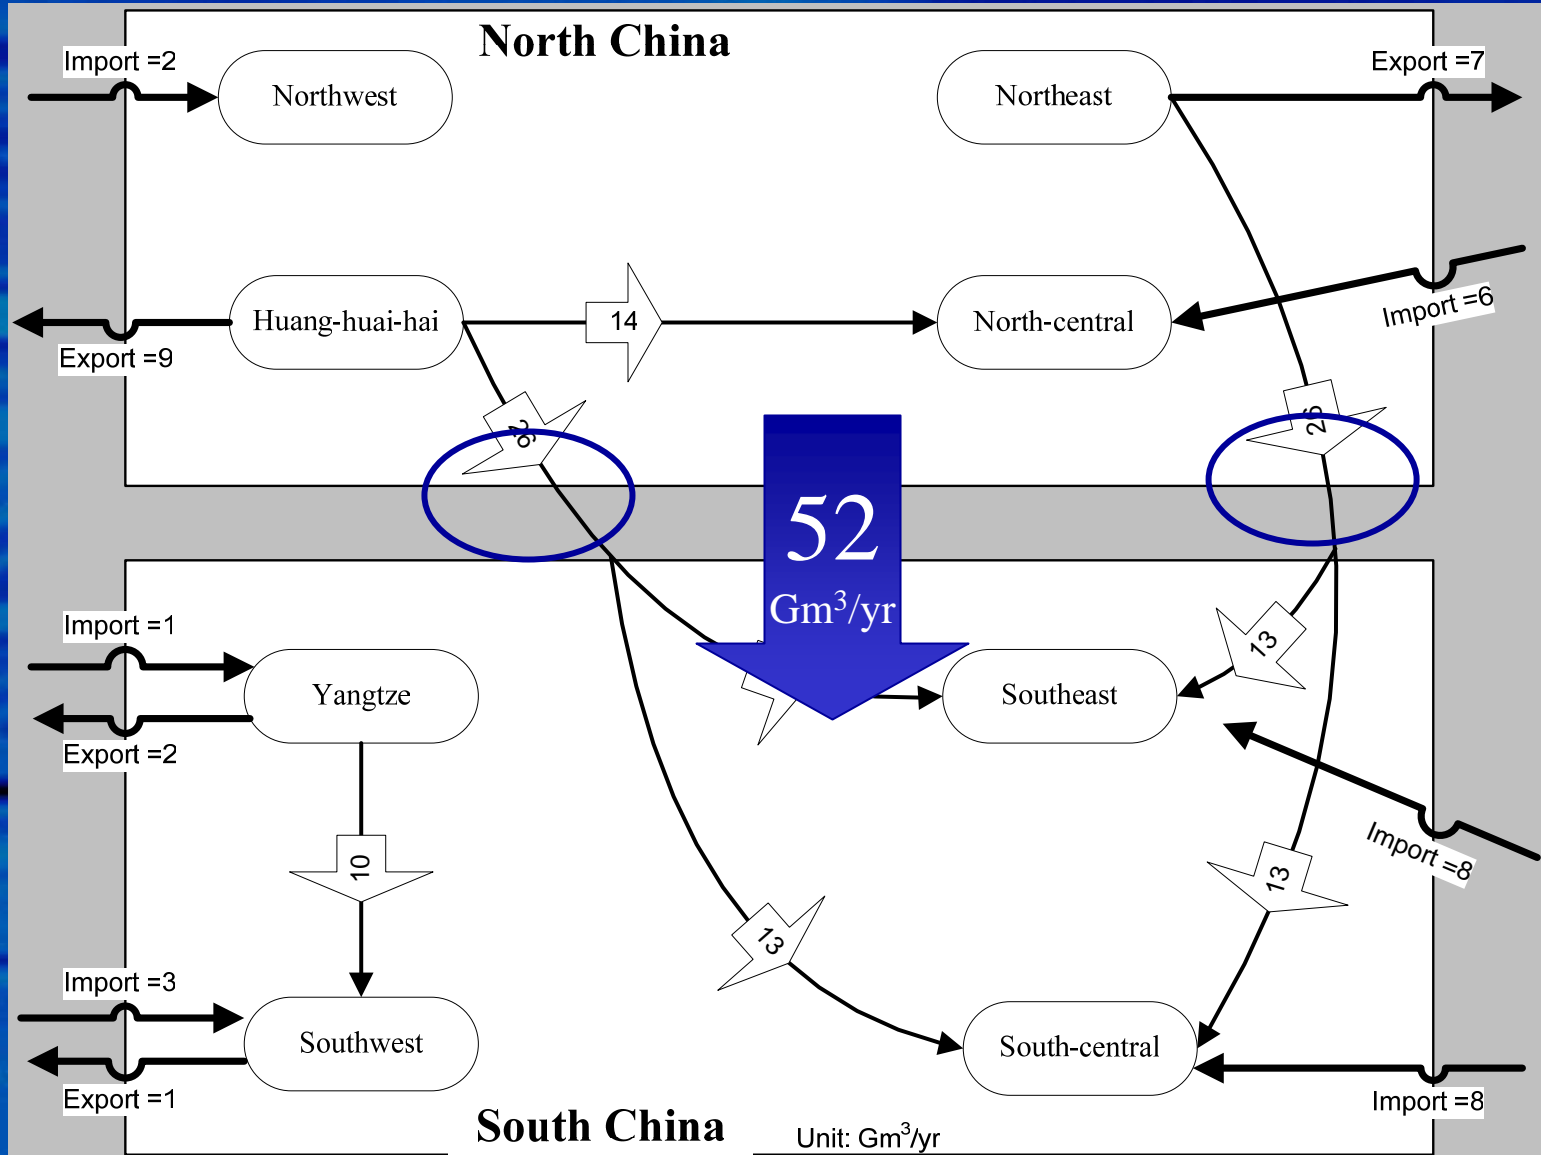 North China
Import =2
Northwest
Northeast
Export =7
Huang-huai-hai
14
North-central
Import =6
Export =9
26
26
52
Gm³/yr
Import =1
Yangtze
Export =2
13
Southeast
Import =8
10
13
13
Import =3
Southwest
Export =1
South-central
Import =8
South China
Unit: Gm³/yr